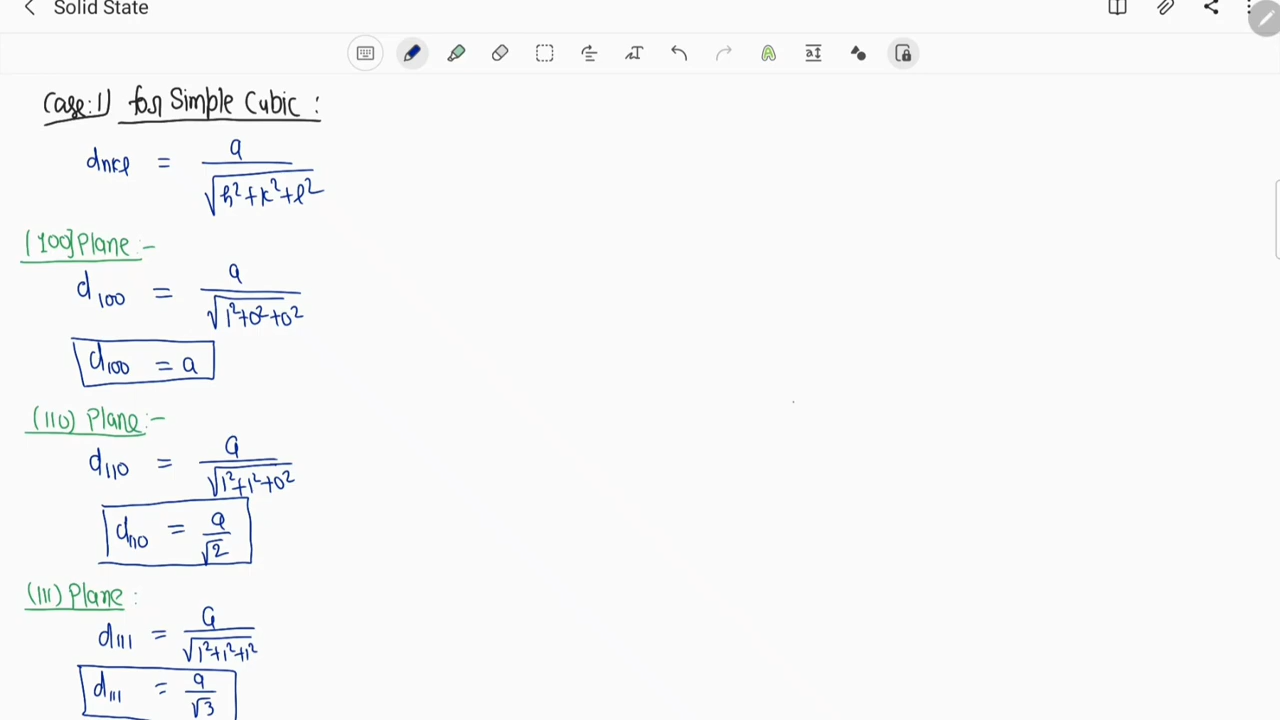 Solid State
Case:1) for Simple Cubic :
dhkl = a / √h²+k²+l²
[100] Plane :-
d100 = a / √1²+0²+0²
d100 = a
(110) Plane :-
d110 = a / √1²+1²+0²
d110 = a / √2
(111) Plane :
d111 = a / √1²+1²+1²
d111 = a / √3